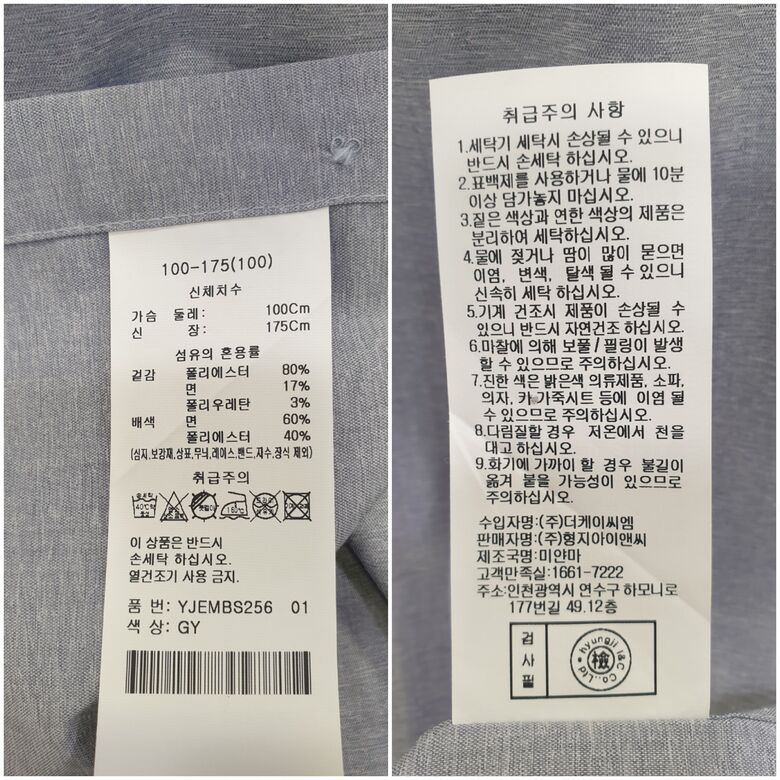 100-175(100)
신체치수
가슴 둘레: 100Cm
신 장: 175Cm
섬유의 혼용률
겉감 폴리에스터 80%
면 17%
폴리우레탄 3%
배색 면 60%
폴리에스터 40%
(심지,보강재,상표,무늬,레이스,밴드,자수,장식 제외)
취급주의
40℃
160℃
이 상품은 반드시
손세탁 하십시오.
열건조기 사용 금지.
품 번: YJEMBS256 01
색 상: GY
취급주의 사항
1.세탁기 세탁시 손상될 수 있으니
반드시 손세탁 하십시오.
2.표백제를 사용하거나 물에 10분
이상 담가놓지 마십시오.
3.짙은 색상과 연한 색상의 제품은
분리하여 세탁하십시오.
4.물에 젖거나 땀이 많이 묻으면
이염, 변색, 탈색 될 수 있으니
신속히 세탁 하십시오.
5.기계 건조시 제품이 손상될 수
있으니 반드시 자연건조 하십시오.
6.마찰에 의해 보풀/필링이 발생
할 수 있으므로 주의하십시오.
7.진한 색은 밝은색 의류제품, 소파,
의자, 카 가죽시트 등에 이염 될
수 있으므로 주의하십시오.
8.다림질할 경우 저온에서 천을
대고 하십시오.
9.화기에 가까이 할 경우 불길이
옮겨 붙을 가능성이 있으므로
주의하십시오.
수입자명:(주)더케이씨엠
판매자명:(주)형지아이앤씨
제조국명:미얀마
고객만족실:1661-7222
주소:인천광역시 연수구 하모니로
177번길 49.12층
검사필
hyungji I&C Co.,Ltd.
檢